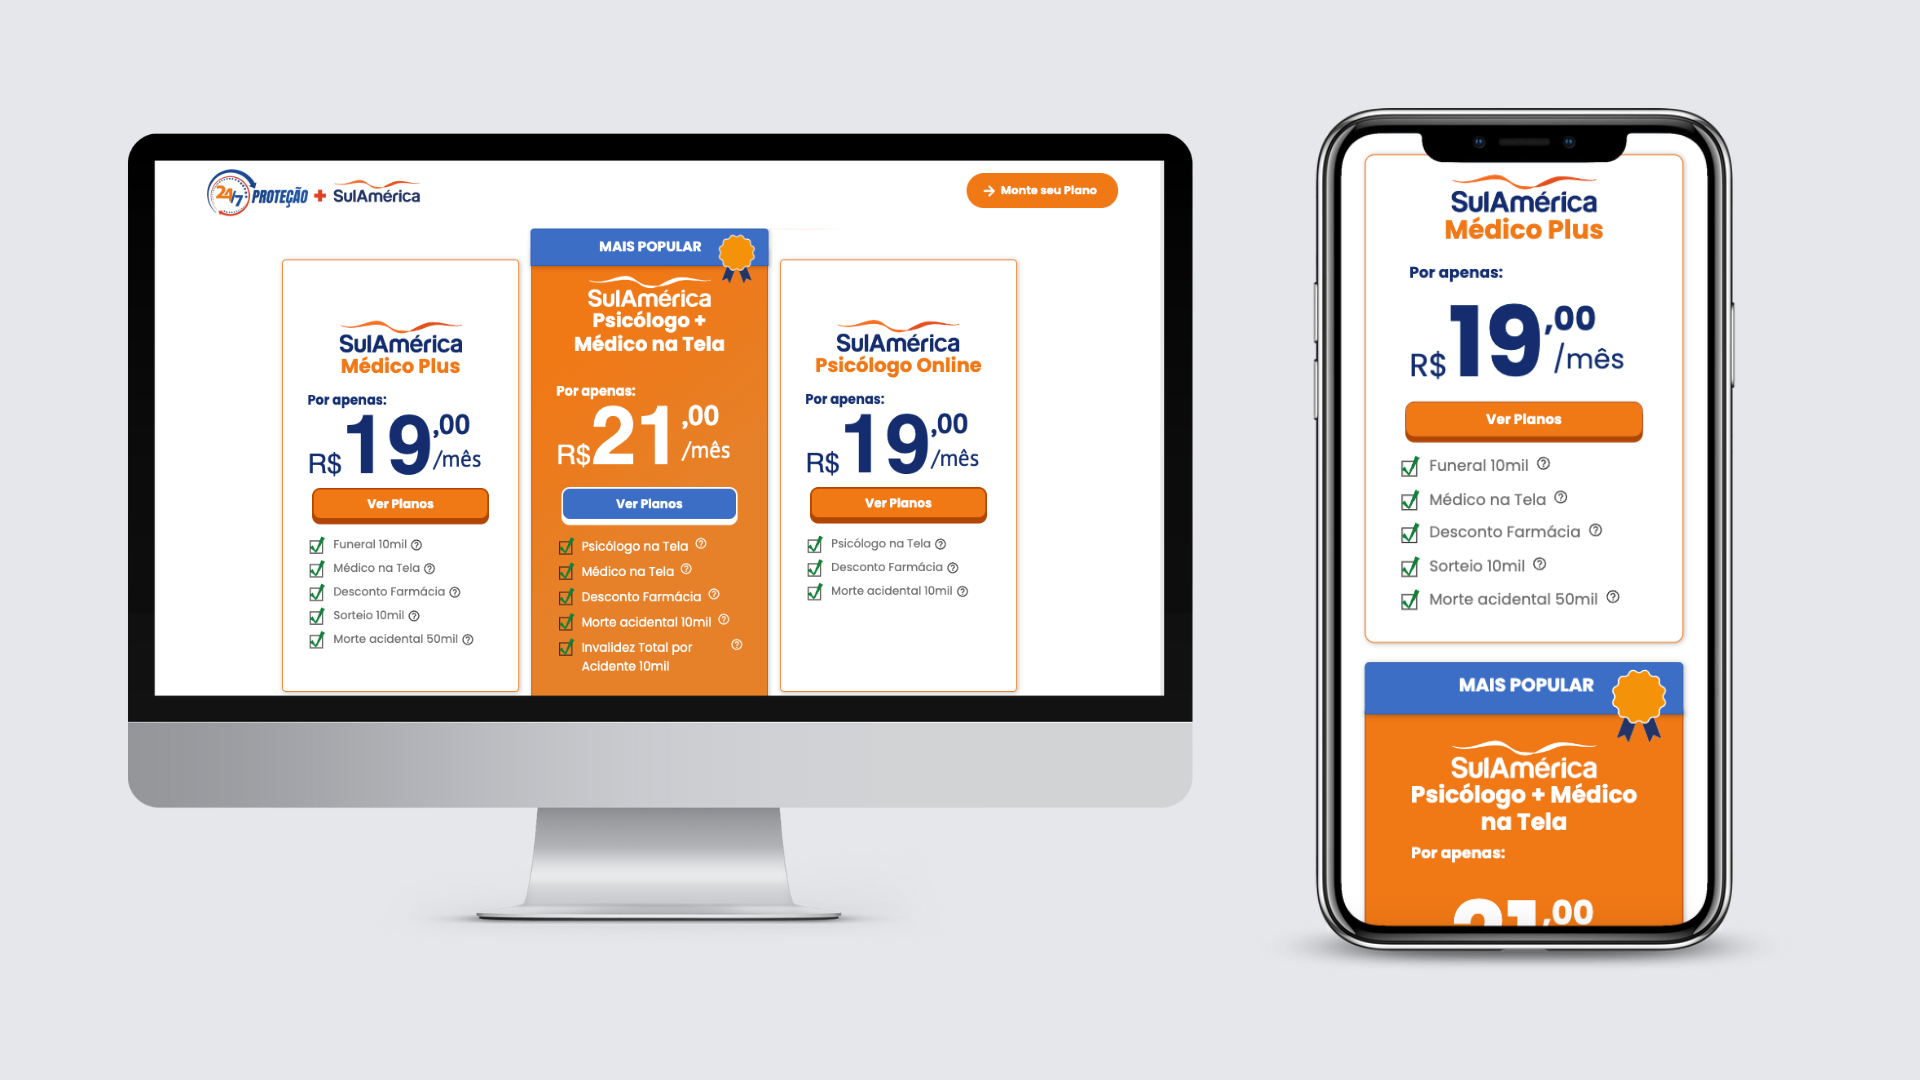 24/7 PROTEÇÃO + SulAmérica
→ Monte seu Plano
SulAmérica
Médico Plus
Por apenas:
R$19,00/mês
Ver Planos
Funeral 10mil
Médico na Tela
Desconto Farmácia
Sorteio 10mil
Morte acidental 50mil
MAIS POPULAR
SulAmérica
Psicólogo +
Médico na Tela
Por apenas:
R$21,00/mês
Ver Planos
Psicólogo na Tela
Médico na Tela
Desconto Farmácia
Morte acidental 10mil
Invalidez Total por
Acidente 10mil
SulAmérica
Psicólogo Online
Por apenas:
R$19,00/mês
Ver Planos
Psicólogo na Tela
Desconto Farmácia
Morte acidental 10mil
SulAmérica
Médico Plus
Por apenas:
R$19,00/mês
Ver Planos
Funeral 10mil
Médico na Tela
Desconto Farmácia
Sorteio 10mil
Morte acidental 50mil
MAIS POPULAR
SulAmérica
Psicólogo + Médico
na Tela
Por apenas:
21,00